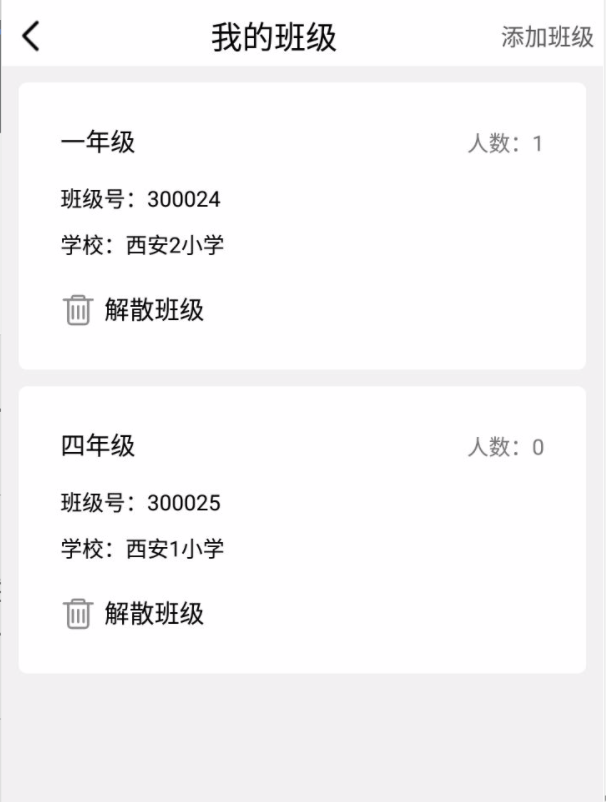 我的班级
添加班级
一年级
人数：1
班级号：300024
学校：西安2小学
解散班级
四年级
人数：0
班级号：300025
学校：西安1小学
解散班级